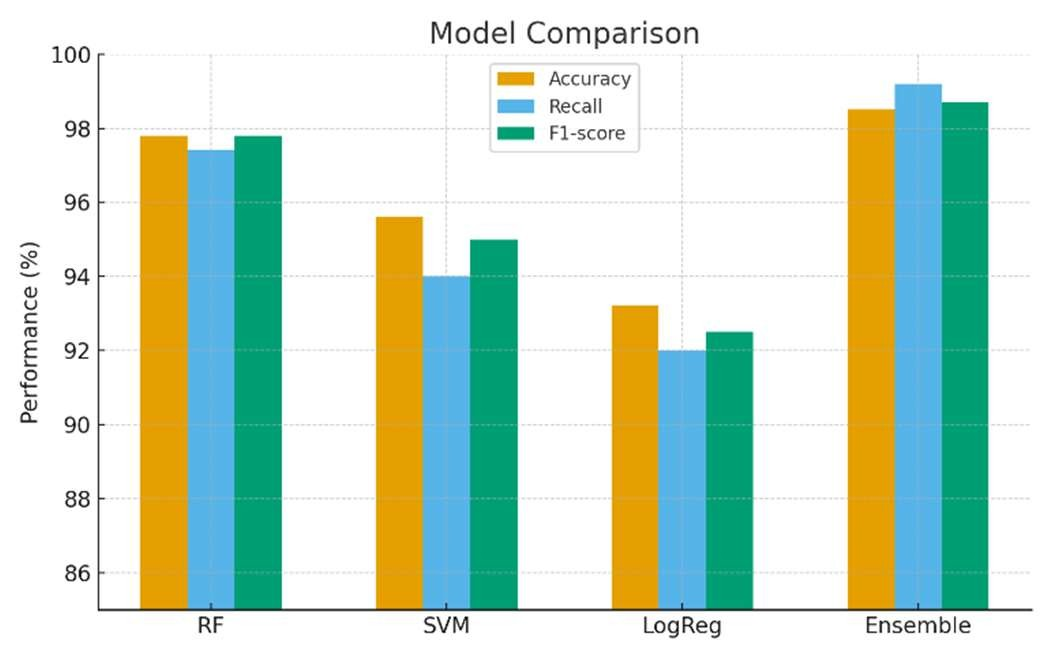 Model Comparison
Accuracy
Recall
F1-score
Performance (%)
100
98
96
94
92
90
88
86
RF
SVM
LogReg
Ensemble